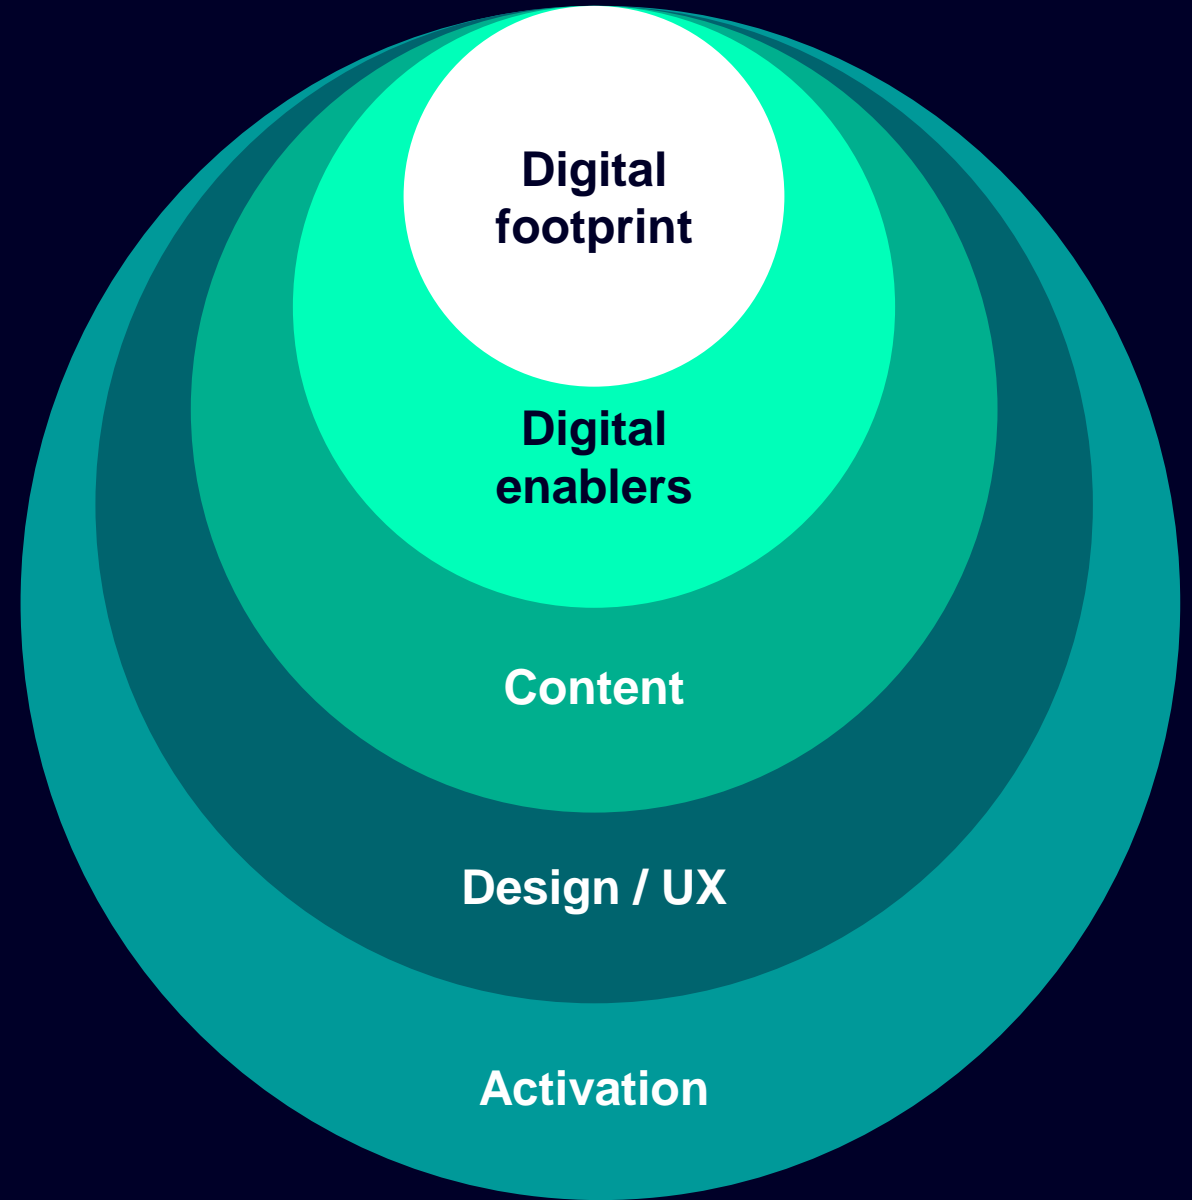 Digital
footprint
Digital
enablers
Content
Design / UX
Activation